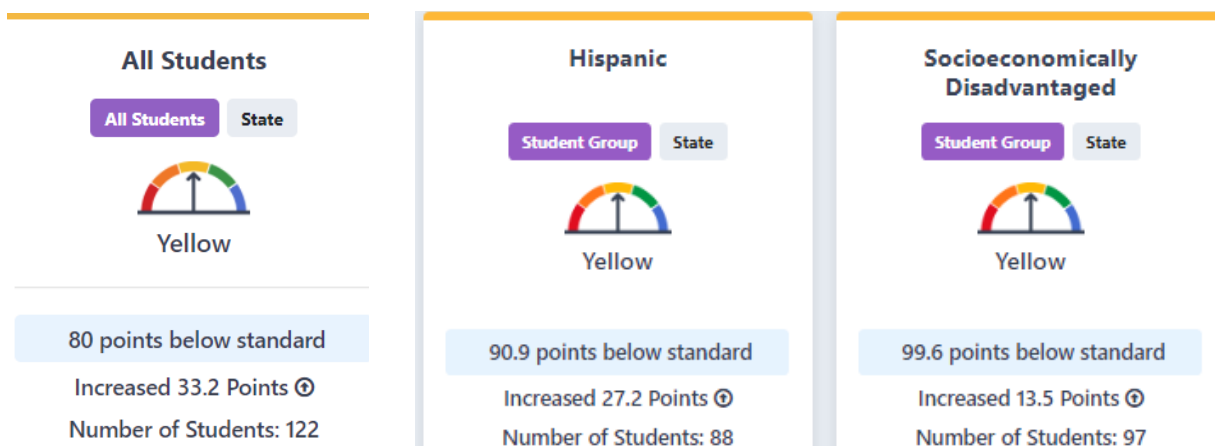 All Students
All Students State
Yellow
80 points below standard
Increased 33.2 Points
Number of Students: 122
Hispanic
Student Group State
Yellow
90.9 points below standard
Increased 27.2 Points
Number of Students: 88
Socioeconomically
Disadvantaged
Student Group State
Yellow
99.6 points below standard
Increased 13.5 Points
Number of Students: 97